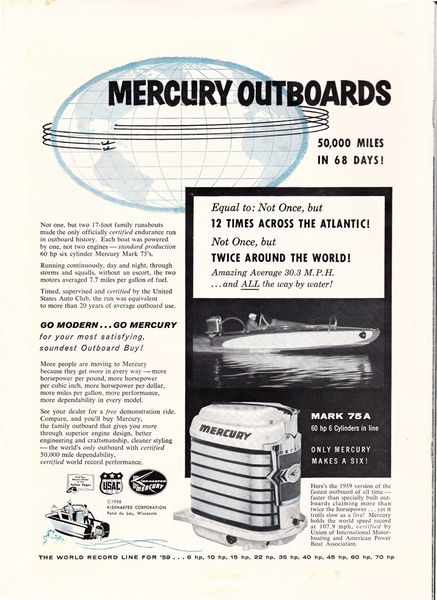 MERCURY OUTBOARDS
50,000 MILES
IN 68 DAYS!
Equal to: Not Once, but
12 TIMES ACROSS THE ATLANTIC!
Not Once, but
TWICE AROUND THE WORLD!
Amazing Average 30.3 M.P.H.
...and ALL the way by water!
Not one, but two 17-foot family runabouts
made the only officially certified endurance run
in outboard history. Each boat was powered
by one, not two engines — standard production
60 hp six cylinder Mercury Mark 75's.
Running continuously, day and night, through
storms and squalls, without an escort, the two
motors averaged 7.7 miles per gallon of fuel.
Timed, supervised and certified by the United
States Auto Club, the run was equivalent
to more than 20 years of average outboard use.
GO MODERN...GO MERCURY
for your most satisfying,
soundest Outboard Buy!
More people are moving to Mercury
because they get more in every way — more
horsepower per pound, more horsepower
per cubic inch, more horsepower per dollar,
more miles per gallon, more performance,
more dependability in every model.
See your dealer for a free demonstration ride.
Compare, and you'll buy Mercury,
the family outboard that gives you more
through superior engine design, better
engineering and craftsmanship, cleaner styling
— the world's only outboard with certified
50,000 mile dependability,
certified world record performance.
MARK 75A
60 hp 6 Cylinders in line
ONLY MERCURY
MAKES A SIX!
MERCURY
Here's the 1959 version of the
fastest outboard of all time —
faster than specially built out-
boards claiming more than
twice the horsepower ... yet it
trolls slow as a five! Mercury
holds the world speed record
at 107.9 mph, certified by
Union of International Motor-
boating and American Power
Boat Association.
USAC
KIEKHAEFER
MERCURY
©1958
KIEKHAEFER CORPORATION
Fond du Lac, Wisconsin
THE WORLD RECORD LINE FOR '59 ... 6 hp, 10 hp, 15 hp, 22 hp, 35 hp, 40 hp, 45 hp, 60 hp, 70 hp